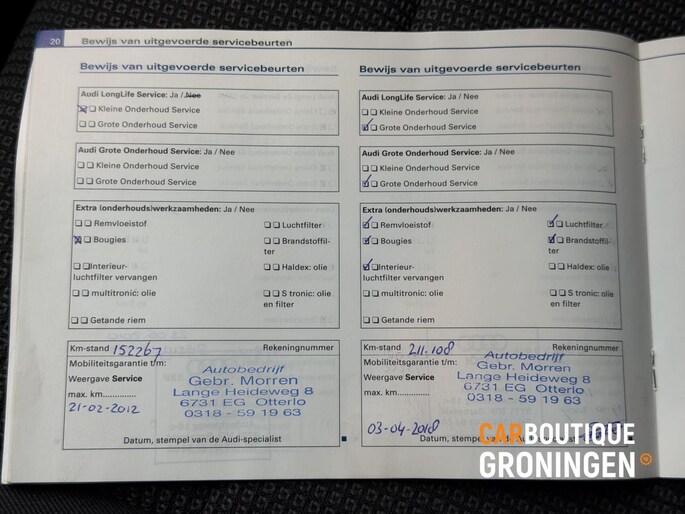 20 Bewijs van uitgevoerde servicebeurten
Bewijs van uitgevoerde servicebeurten
Audi LongLife Service: Ja / Nee
Kleine Onderhoud Service
Grote Onderhoud Service
Audi Grote Onderhoud Service: Ja / Nee
Kleine Onderhoud Service
Grote Onderhoud Service
Extra (onderhouds)werkzaamheden: Ja / Nee
Remvloeistof Luchtfilter
Bougies Brandstoffil-
ter
Interieur- Haldex: olie
luchtfilter vervangen
multitronic: olie S tronic: olie
en filter
Getande riem
Km-stand 152267 Rekeningnummer
Mobiliteitsgarantie t/m:
Weergave Service
max. km..............
21-02-2012
Autobedrijf
Gebr. Morren
Lange Heideweg 8
6731 EG Otterlo
0318 - 59 19 63
Datum, stempel van de Audi-specialist
Bewijs van uitgevoerde servicebeurten
Audi LongLife Service: Ja / Nee
Kleine Onderhoud Service
Grote Onderhoud Service
Audi Grote Onderhoud Service: Ja / Nee
Kleine Onderhoud Service
Grote Onderhoud Service
Extra (onderhouds)werkzaamheden: Ja / Nee
Remvloeistof Luchtfilter
Bougies Brandstoffil-
ter
Interieur- Haldex: olie
luchtfilter vervangen
multitronic: olie S tronic: olie
en filter
Getande riem
Km-stand 211.108 Rekeningnummer
Mobiliteitsgarantie t/m:
Weergave Service
max. km..............
03-04-2018
Autobedrijf
Gebr. Morren
Lange Heideweg 8
6731 EG Otterlo
0318 - 59 19 63
Datum, stempel van de Audi-specialist
CARBOUTIQUE
GRONINGEN